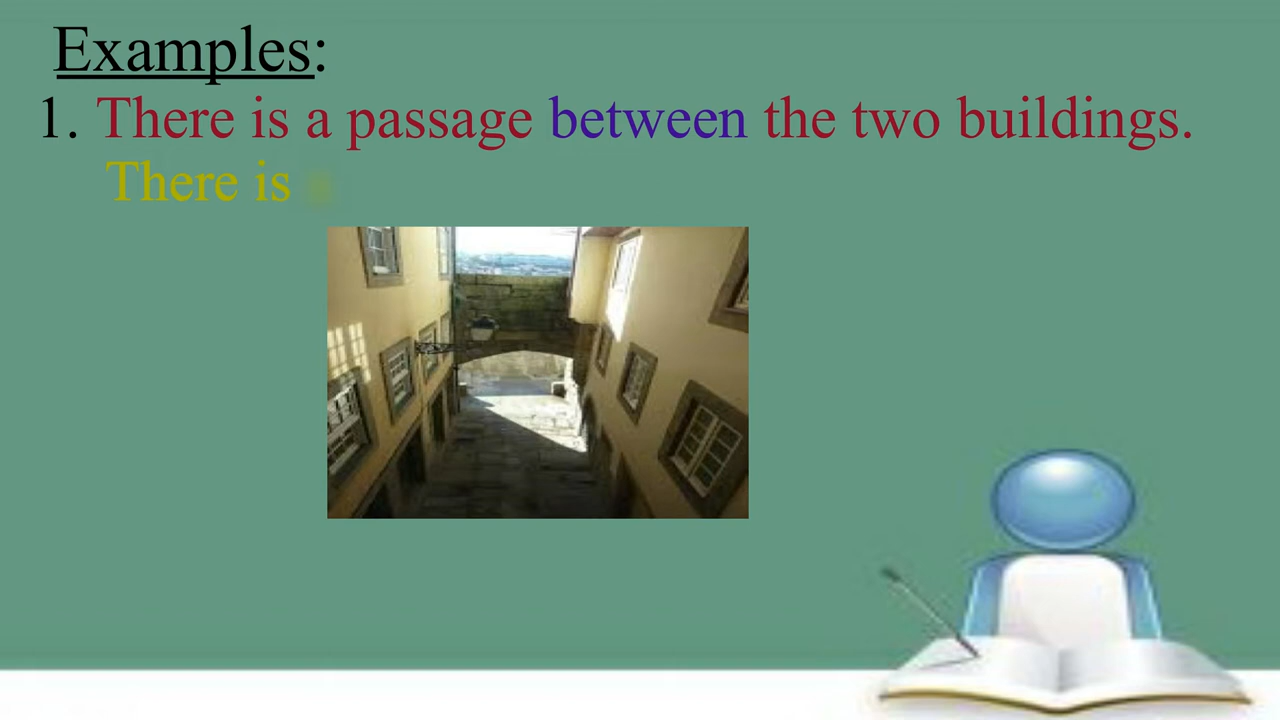 Examples:
1. There is a passage between the two buildings.
There is